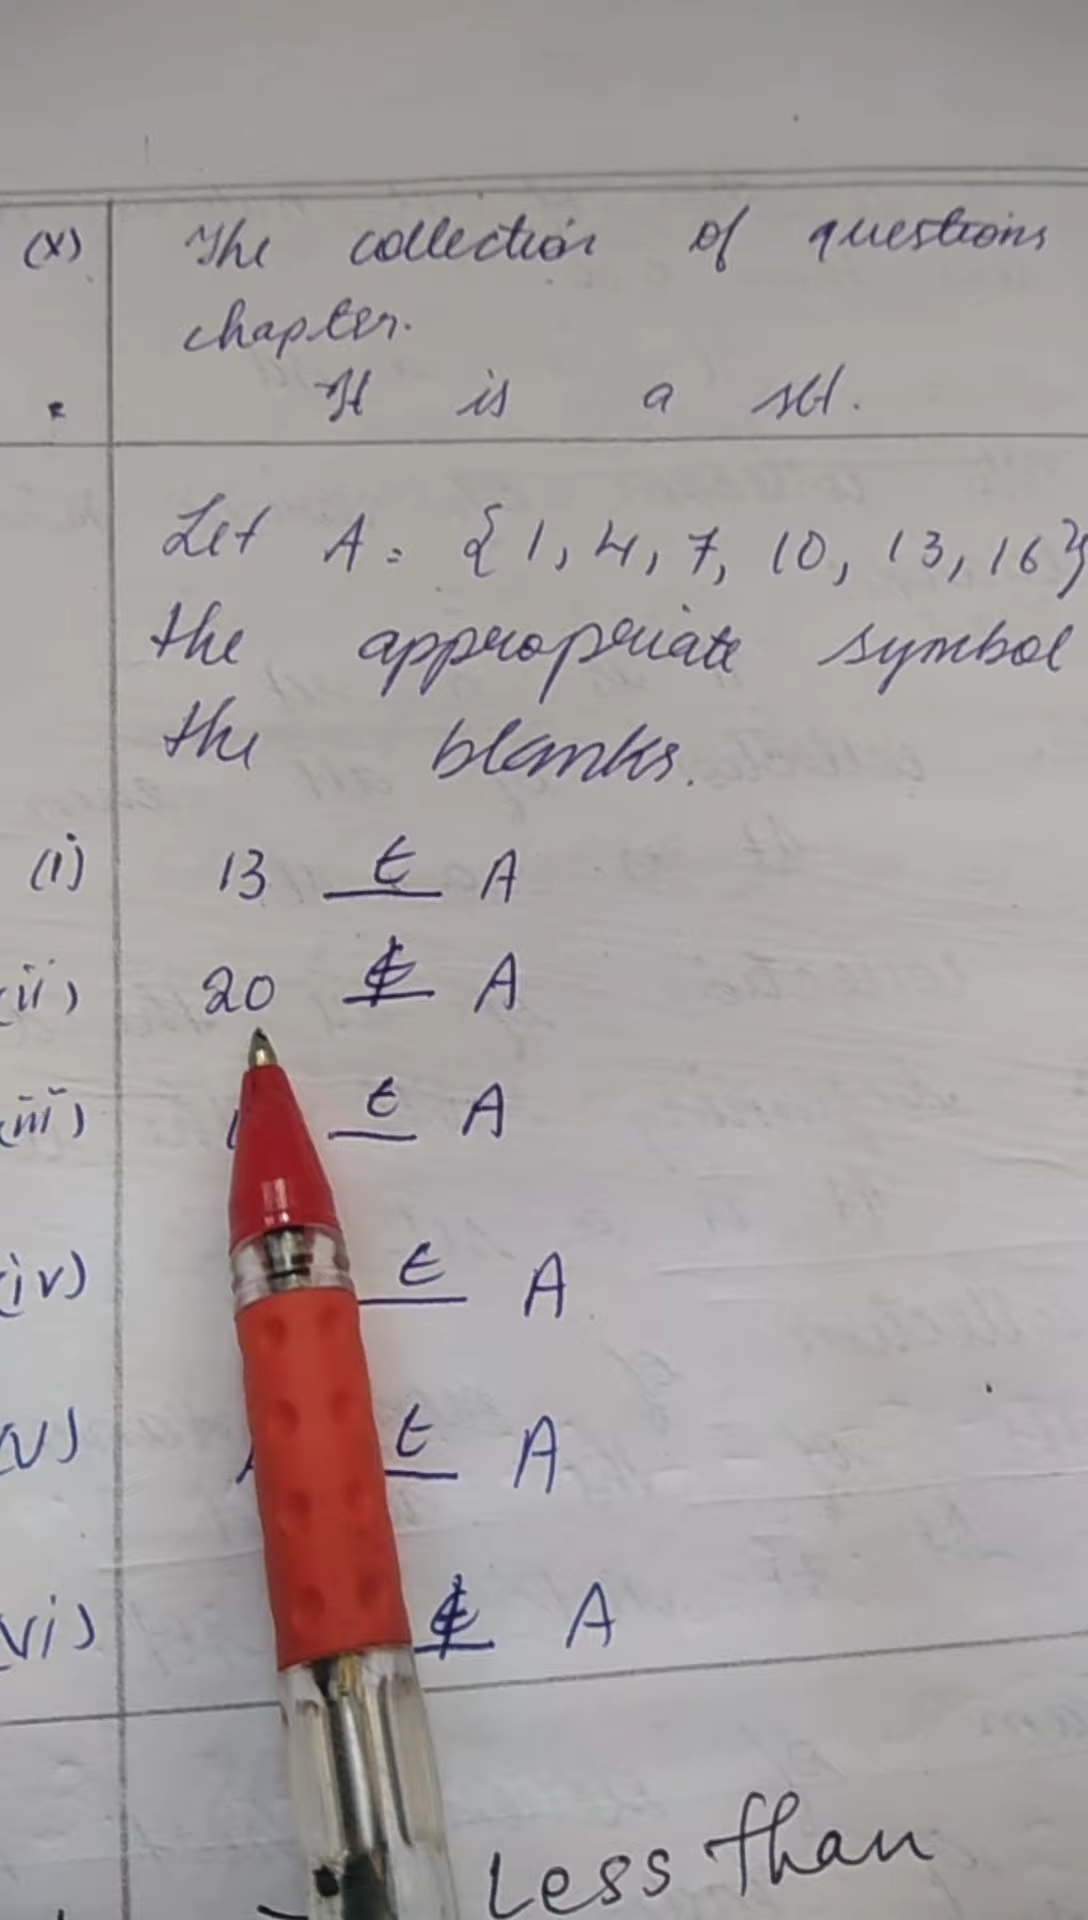 (x) The collection of questions
chapter.
It is a set.
Let A = {1, 4, 7, 10, 13, 16}
the appropriate symbol
the blanks.
(i) 13 ∈ A
(ii) 20 ∉ A
(iii) ∈ A
(iv) ∈ A
(v) ∈ A
(vi) ∉ A
Less than